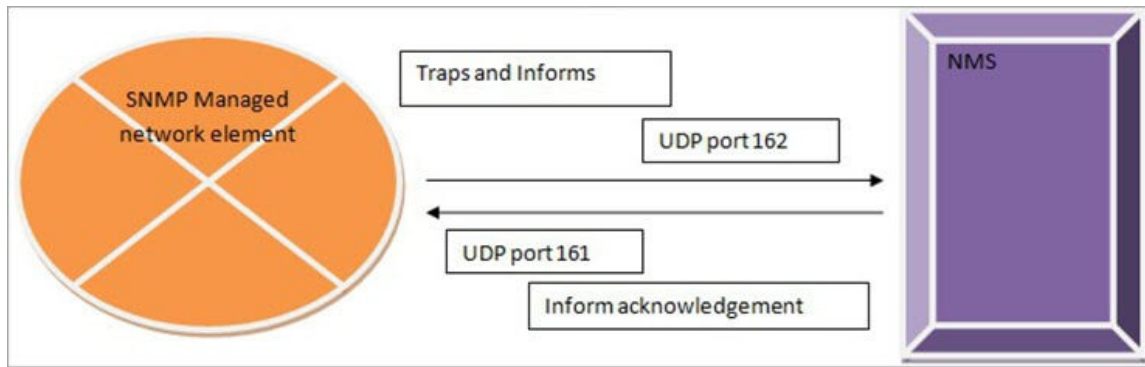 SNMP Managed
network element
Traps and Informs
UDP port 162
NMS
UDP port 161
Inform acknowledgement